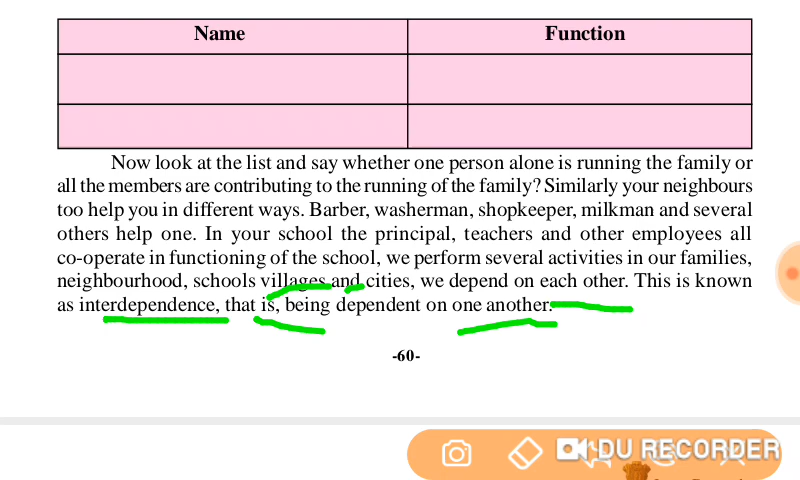 Name Function
Now look at the list and say whether one person alone is running the family or
all the members are contributing to the running of the family? Similarly your neighbours
too help you in different ways. Barber, washerman, shopkeeper, milkman and several
others help one. In your school the principal, teachers and other employees all
co-operate in functioning of the school, we perform several activities in our families,
neighbourhood, schools villages and cities, we depend on each other. This is known
as interdependence, that is, being dependent on one another.
-60-
DU RECORDER